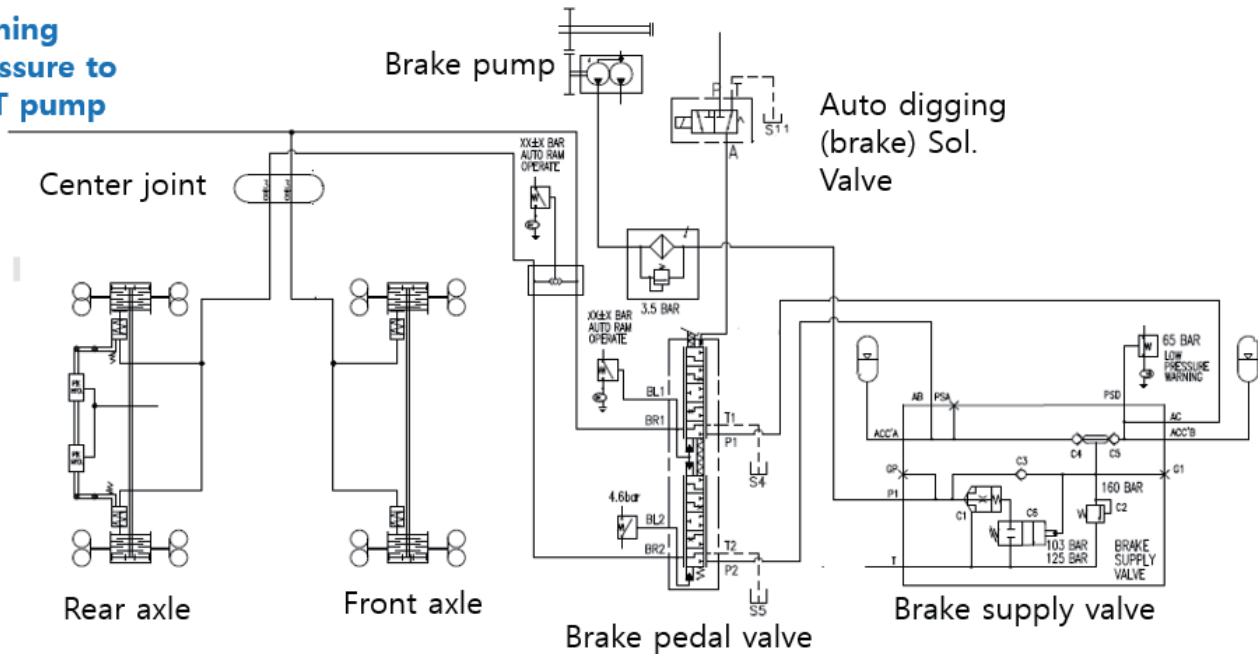 ning
ssure to
T pump
Brake pump
P T
S11
A
Auto digging
(brake) Sol.
Valve
Center joint
XX±X BAR
AUTO RAM
OPERATE
3.5 BAR
XX±X BAR
AUTO RAM
OPERATE
BL1
BR1
T1
P1
S4
4.6bar
BL2
BR2
T2
P2
S5
65 BAR
LOW
PRESSURE
WARNING
AB PSA
PSD
AC
ACC'A
ACC'B
C4 C5
GP
C3
G1
P1
160 BAR
C1
C2
C6
103 BAR
125 BAR
BRAKE
SUPPLY
VALVE
T
Rear axle
Front axle
Brake pedal valve
Brake supply valve